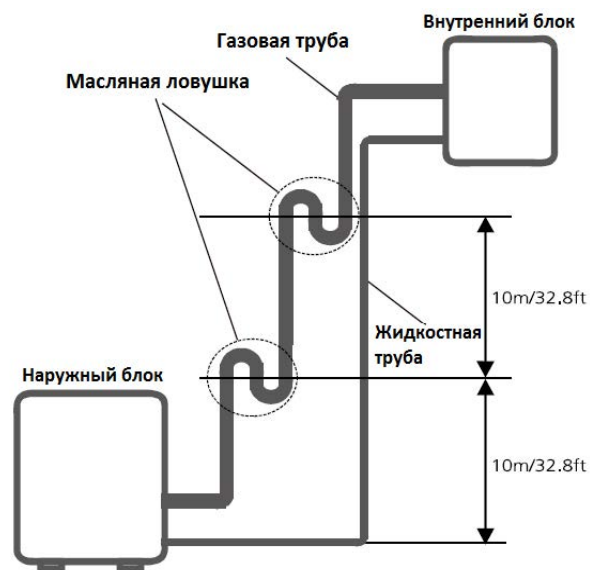 Внутренний блок
Газовая труба
Масляная ловушка
10m/32.8ft
Жидкостная
труба
Наружный блок
10m/32.8ft